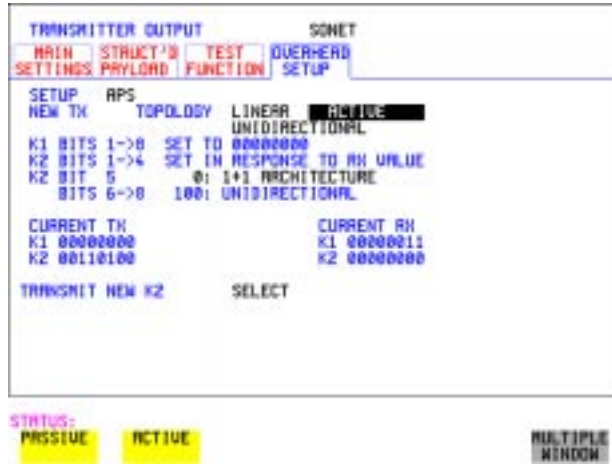 TRANSMITTER OUTPUT SONET
MAIN SETTINGS STRUCT'D PAYLOAD TEST FUNCTION OVERHEAD SETUP
SETUP APS
NEW TX TOPOLOGY LINEAR ACTIVE
UNIDIRECTIONAL
K1 BITS 1->8 SET TO 00000000
K2 BITS 1->4 SET IN RESPONSE TO RX VALUE
K2 BIT 5 0: 1+1 ARCHITECTURE
BITS 6->8 100: UNIDIRECTIONAL
CURRENT TX CURRENT RX
K1 00000000 K1 00000011
K2 00110100 K2 00000000
TRANSMIT NEW K2 SELECT
STATUS:
PASSIVE ACTIVE MULTIPLE WINDOW